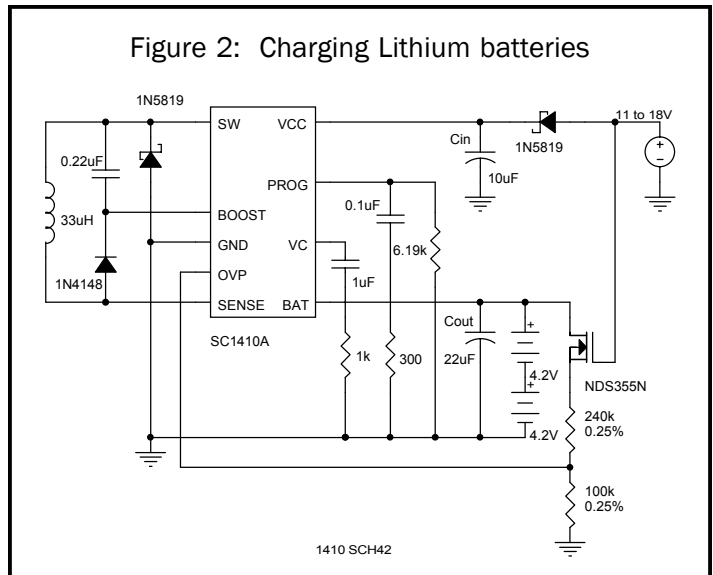 Figure 2: Charging Lithium batteries
1N5819
SW
VCC
11 to 18V
Cin
1N5819
0.22uF
PROG
10uF
0.1uF
BOOST
33uH
GND
VC
6.19k
1N4148
OVP
1uF
SENSE
BAT
Cout
SC1410A
1k
300
22uF
+
4.2V
+
4.2V
NDS355N
240k
0.25%
100k
0.25%
1410 SCH42
+
−